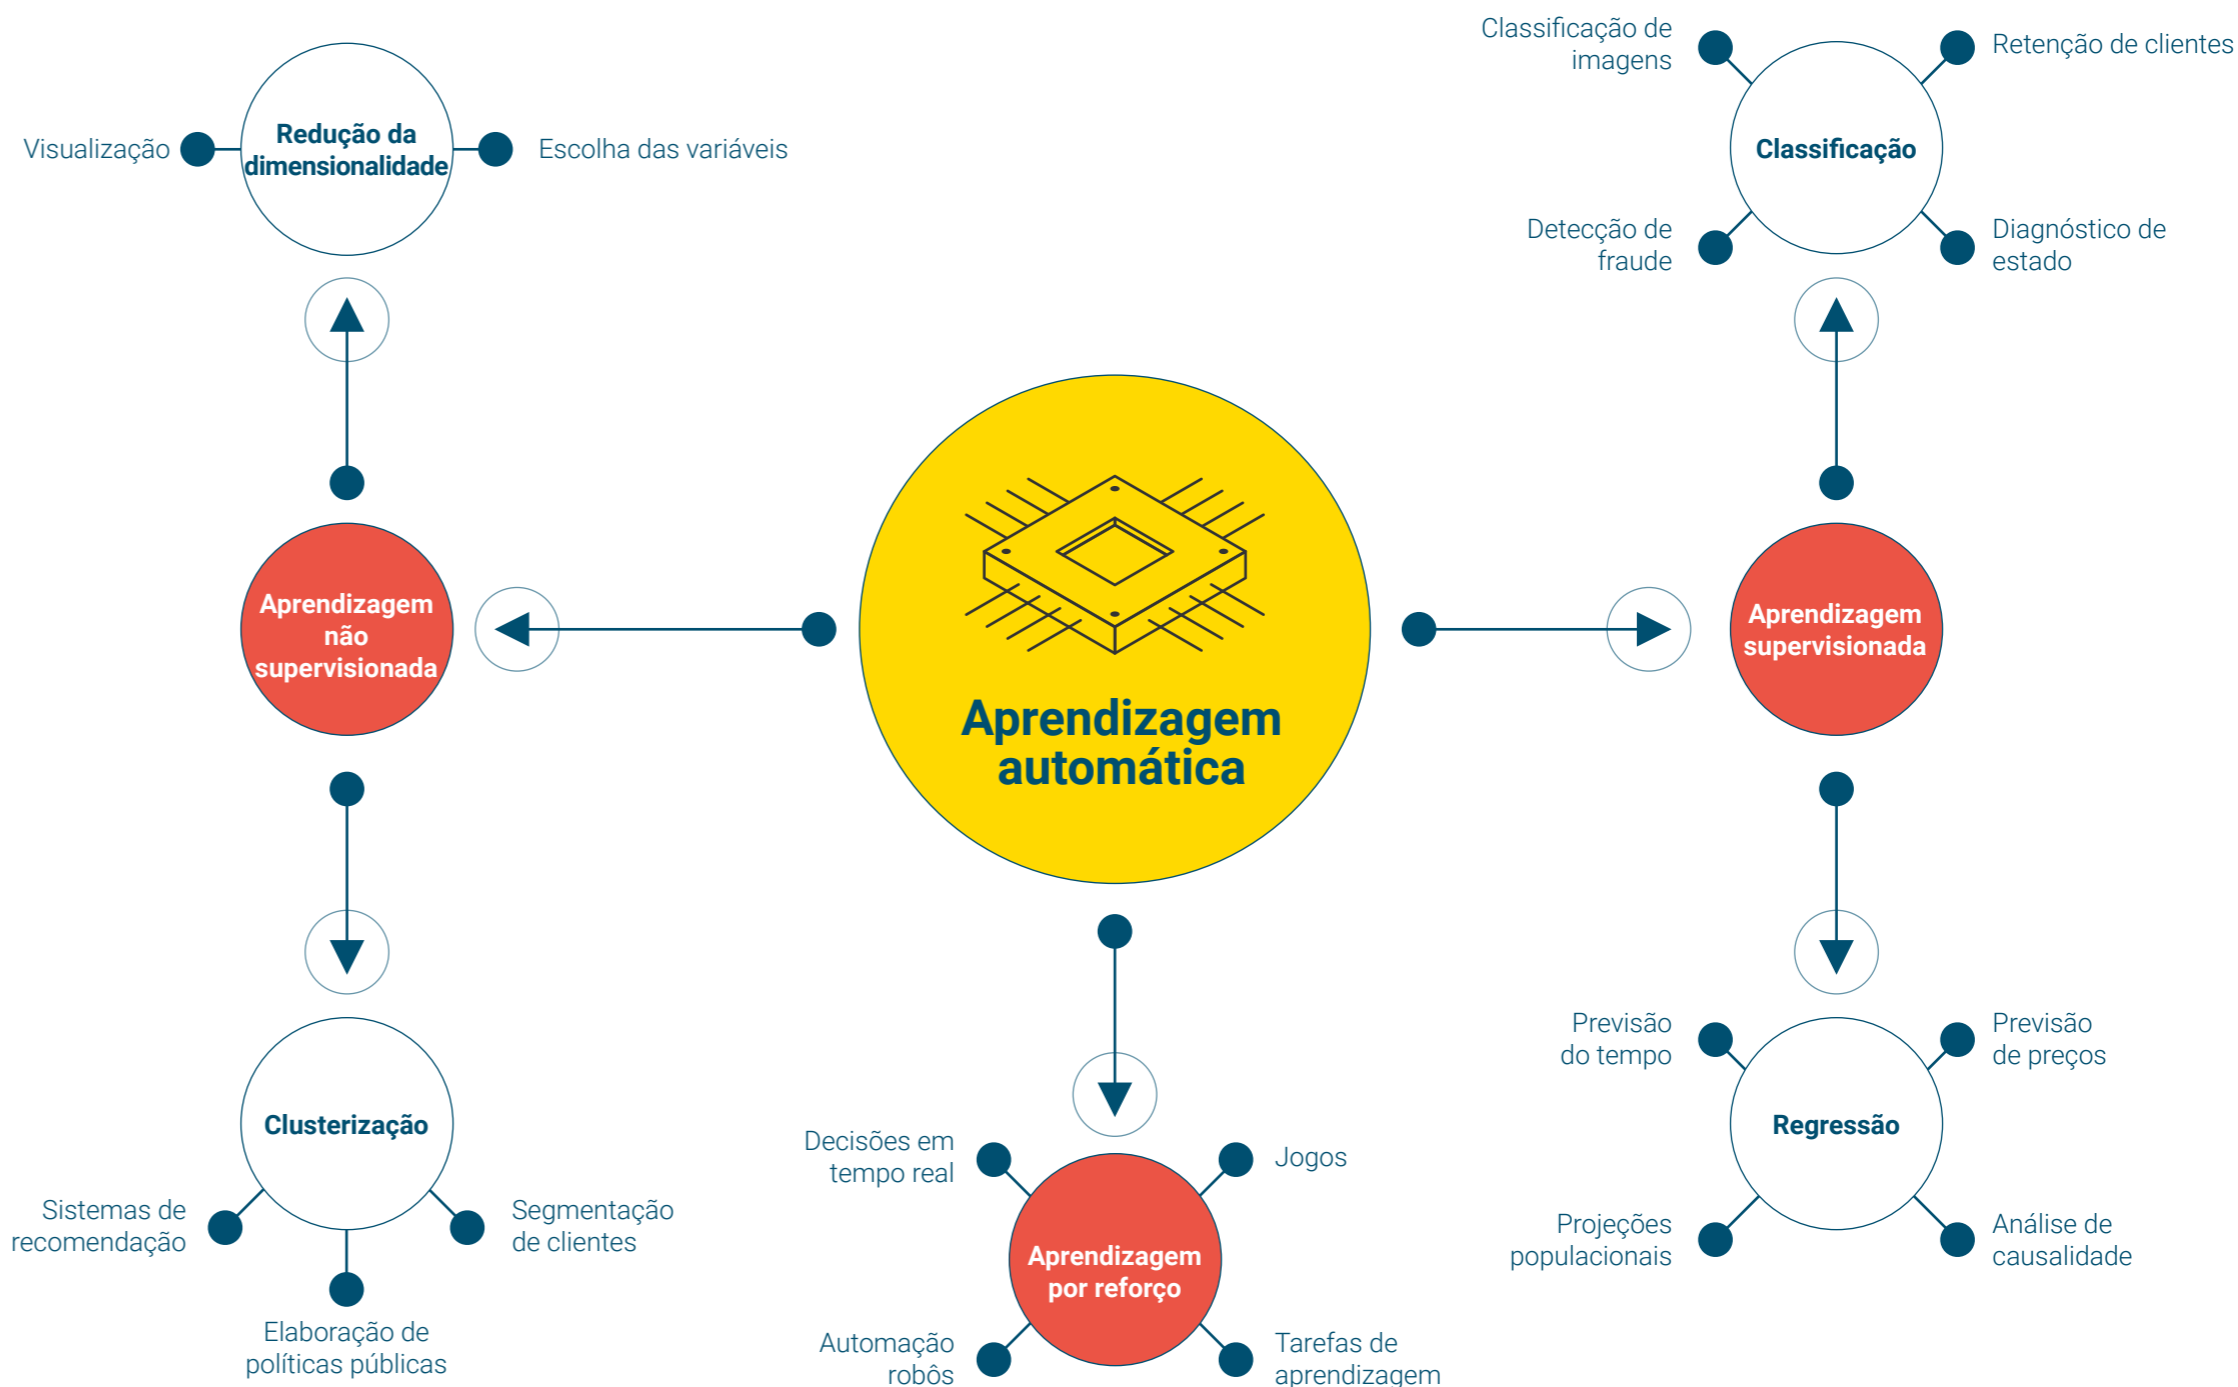 Redução da
dimensionalidade
Visualização
Escolha das variáveis
Classificação de
imagens
Retenção de clientes
Classificação
Detecção de
fraude
Diagnóstico de
estado
Aprendizagem
não
supervisionada
Aprendizagem
automática
Aprendizagem
supervisionada
Clusterização
Sistemas de
recomendação
Segmentação
de clientes
Elaboração de
políticas públicas
Decisões em
tempo real
Jogos
Aprendizagem
por reforço
Automação
robôs
Tarefas de
aprendizagem
Previsão
do tempo
Previsão
de preços
Regressão
Projeções
populacionais
Análise de
causalidade